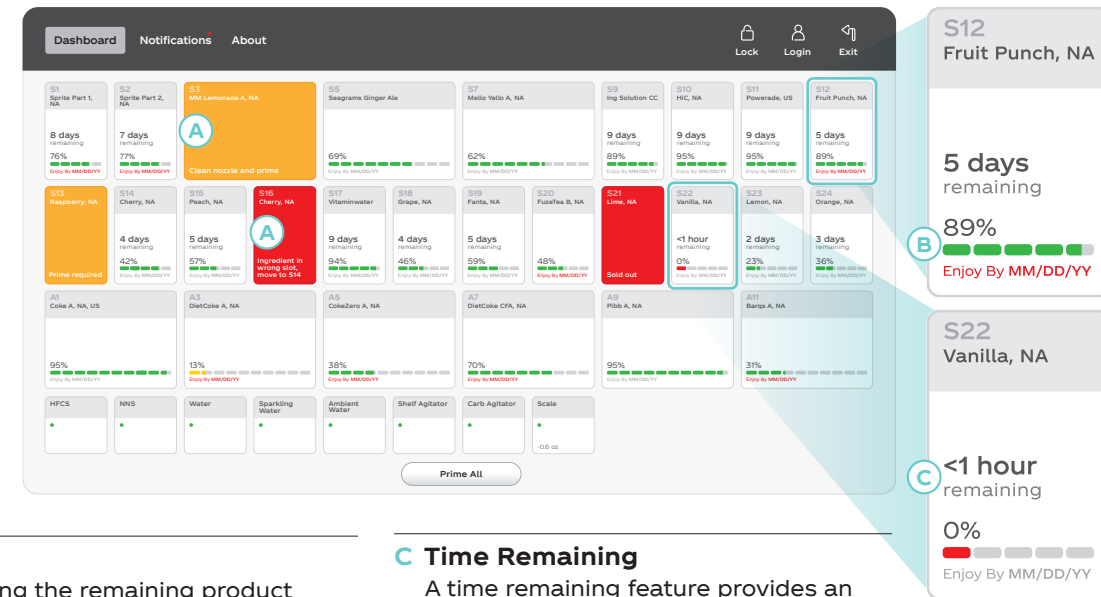 Dashboard Notifications About
Lock Login Exit
S1
Sprite Part 1,
NA
8 days
remaining
76%
Enjoy By MM/DD/YY
S2
Sprite Part 2,
NA
7 days
remaining
77%
Enjoy By MM/DD/YY
S3
MM Lemonade A, NA
A
Clean nozzle and prime
S5
Seagrams Ginger Ale
69%
Enjoy By MM/DD/YY
S7
Mello Yello A, NA
62%
Enjoy By MM/DD/YY
S9
Ing Solution CC
9 days
remaining
89%
Enjoy By MM/DD/YY
S10
HiC, NA
9 days
remaining
95%
Enjoy By MM/DD/YY
S11
Powerade, US
9 days
remaining
95%
Enjoy By MM/DD/YY
S12
Fruit Punch, NA
5 days
remaining
89%
Enjoy By MM/DD/YY
S13
Raspberry, NA
Prime required
S14
Cherry, NA
4 days
remaining
42%
Enjoy By MM/DD/YY
S15
Peach, NA
5 days
remaining
57%
Enjoy By MM/DD/YY
S16
Cherry, NA
A
Ingredient in
wrong slot,
move to S14
S17
Vitaminwater
9 days
remaining
94%
Enjoy By MM/DD/YY
S18
Grape, NA
4 days
remaining
46%
Enjoy By MM/DD/YY
S19
Fanta, NA
5 days
remaining
59%
Enjoy By MM/DD/YY
S20
FuzeTea B, NA
48%
Enjoy By MM/DD/YY
S21
Lime, NA
Sold out
S22
Vanilla, NA
<1 hour
remaining
0%
Enjoy By MM/DD/YY
S23
Lemon, NA
2 days
remaining
23%
Enjoy By MM/DD/YY
S24
Orange, NA
3 days
remaining
36%
Enjoy By MM/DD/YY
A1
Coke A, NA, US
95%
Enjoy By MM/DD/YY
A3
DietCoke A, NA
13%
Enjoy By MM/DD/YY
A5
CokeZero A, NA
38%
Enjoy By MM/DD/YY
A7
DietCoke CFA, NA
70%
Enjoy By MM/DD/YY
A9
Pibb A, NA
95%
Enjoy By MM/DD/YY
A11
Barqs A, NA
31%
Enjoy By MM/DD/YY
HFCS
NNS
Water
Sparkling
Water
Ambient
Water
Shelf Agitator
Carb Agitator
Scale
-0.6 oz
Prime All
S12
Fruit Punch, NA
5 days
remaining
89%
B
Enjoy By MM/DD/YY
S22
Vanilla, NA
C
<1 hour
remaining
0%
Enjoy By MM/DD/YY
ng the remaining product
C Time Remaining
A time remaining feature provides an